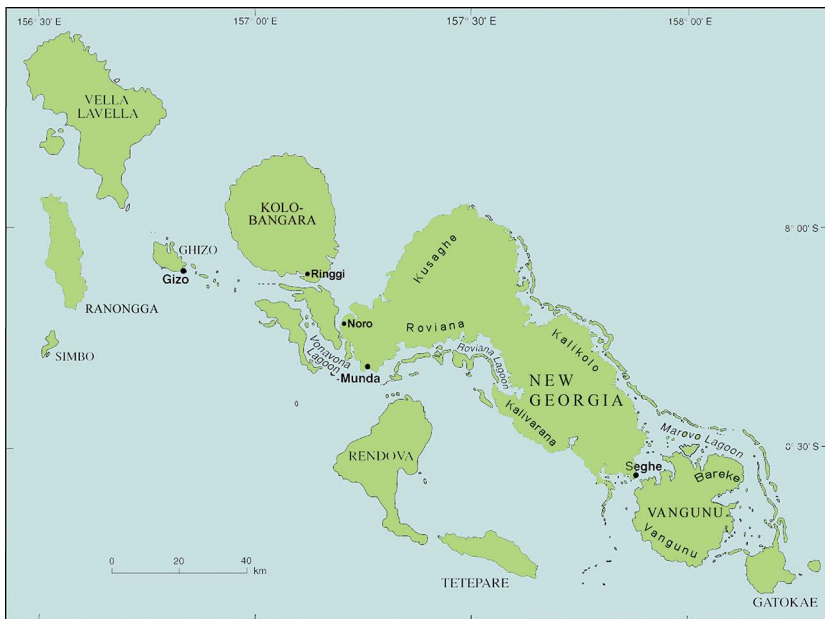 156° 30' E
157° 00' E
157° 30' E
158° 00' E
VELLA
LAVELLA
KOLO-
BANGARA
8° 00' S
Kusaghe
GHIZO
Gizo
Ringgi
RANONGGA
Noro
Roviana
Kalikolo
SIMBO
Vonavona
Lagoon
Roviana Lagoon
Munda
NEW
GEORGIA
Kalivarana
Marovo Lagoon
0° 30' S
RENDOVA
Seghe
Bareke
VANGUNU
Vangunu
0
20
40
km
TETEPARE
GATOKAE